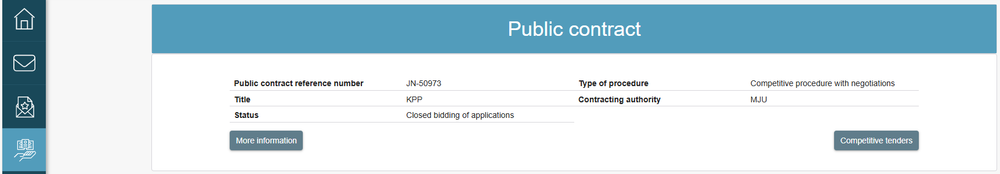 Public contract
Public contract reference number JN-50973 Type of procedure Competitive procedure with negotiations
Title KPP Contracting authority MJU
Status Closed bidding of applications
More information Competitive tenders